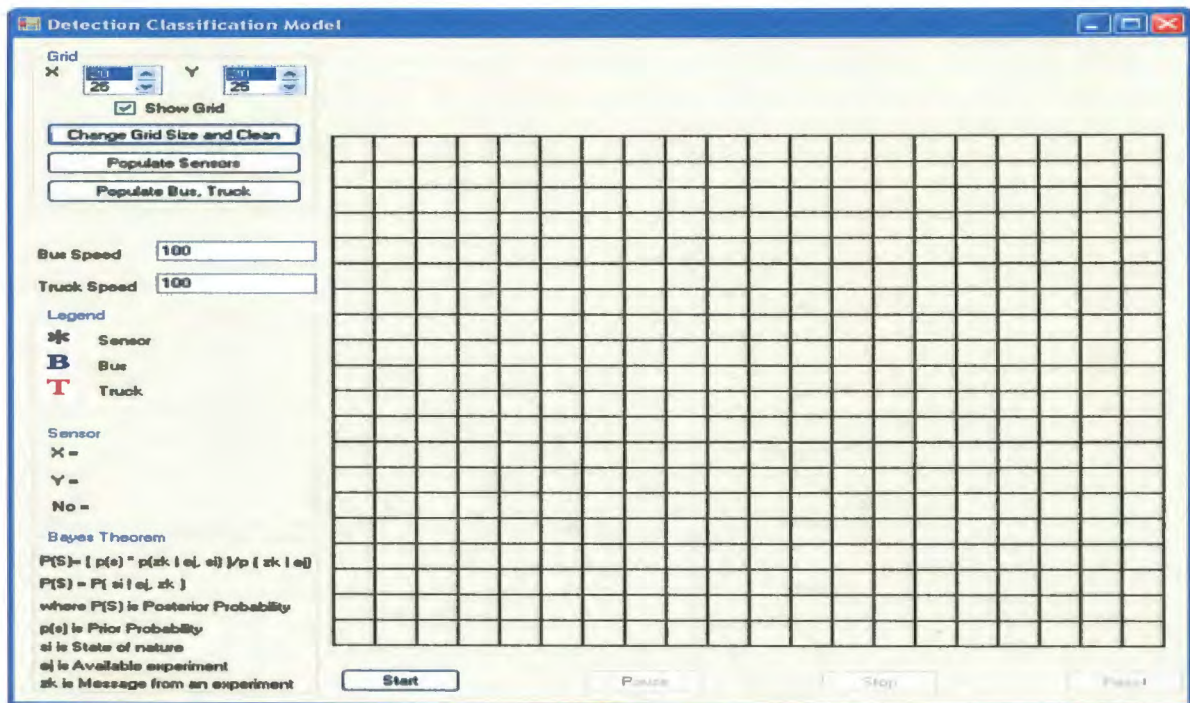 Detection Classification Model
Grid
X 20 25 Y 20 25
Show Grid
Change Grid Size and Clean
Populate Sensors
Populate Bus, Truck
Bus Speed 100
Truck Speed 100
Legend
* Sensor
B Bus
T Truck
Sensor
X =
Y =
No =
Bayes Theorem
P(S)= [ p(s) * p(zk | ej, si) ]/p [ zk | ej)
P(S) = P[ si | ej, zk ]
where P(S) is Posterior Probability
p(s) is Prior Probability
si is State of nature
ej is Available experiment
zk is Message from an experiment
Start Pause Stop Reset